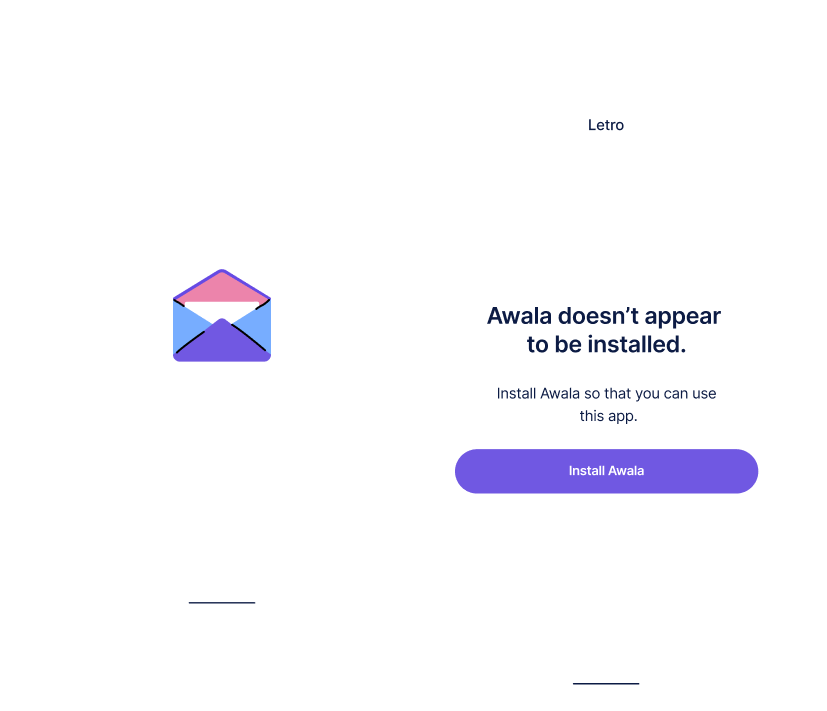 Letro
Awala doesn’t appear
to be installed.
Install Awala so that you can use
this app.
Install Awala